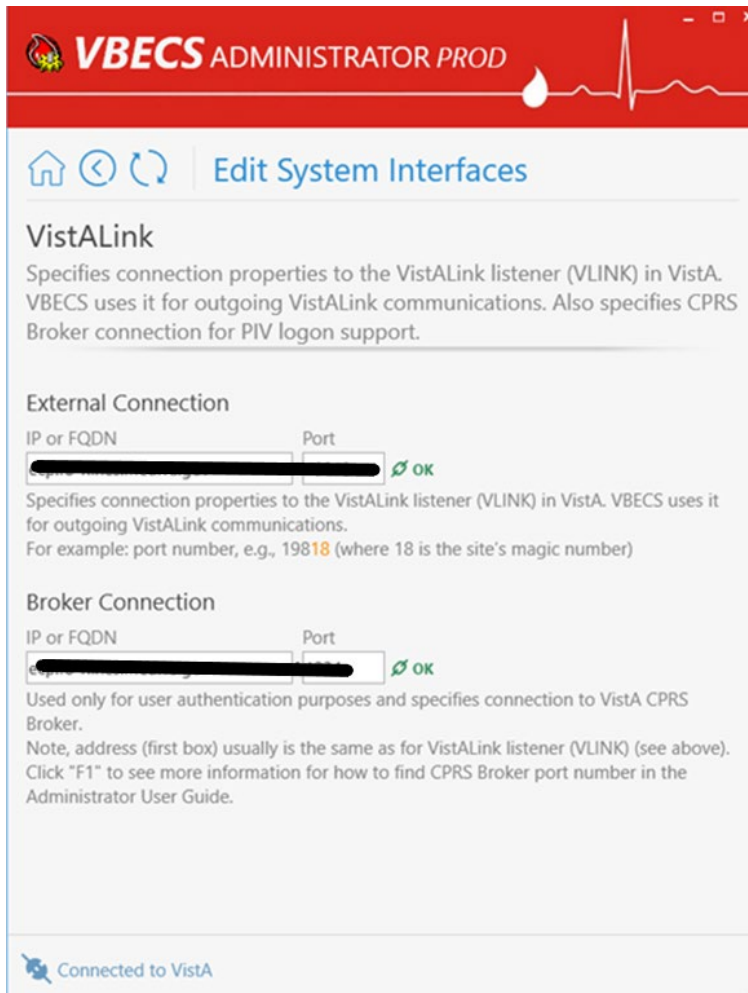 VBECS ADMINISTRATOR PROD
Edit System Interfaces
VistALink
Specifies connection properties to the VistALink listener (VLINK) in VistA.
VBECS uses it for outgoing VistALink communications. Also specifies CPRS
Broker connection for PIV logon support.
External Connection
IP or FQDN Port
OK
Specifies connection properties to the VistALink listener (VLINK) in VistA. VBECS uses it
for outgoing VistALink communications.
For example: port number, e.g., 19818 (where 18 is the site's magic number)
Broker Connection
IP or FQDN Port
OK
Used only for user authentication purposes and specifies connection to VistA CPRS
Broker.
Note, address (first box) usually is the same as for VistALink listener (VLINK) (see above).
Click "F1" to see more information for how to find CPRS Broker port number in the
Administrator User Guide.
Connected to VistA